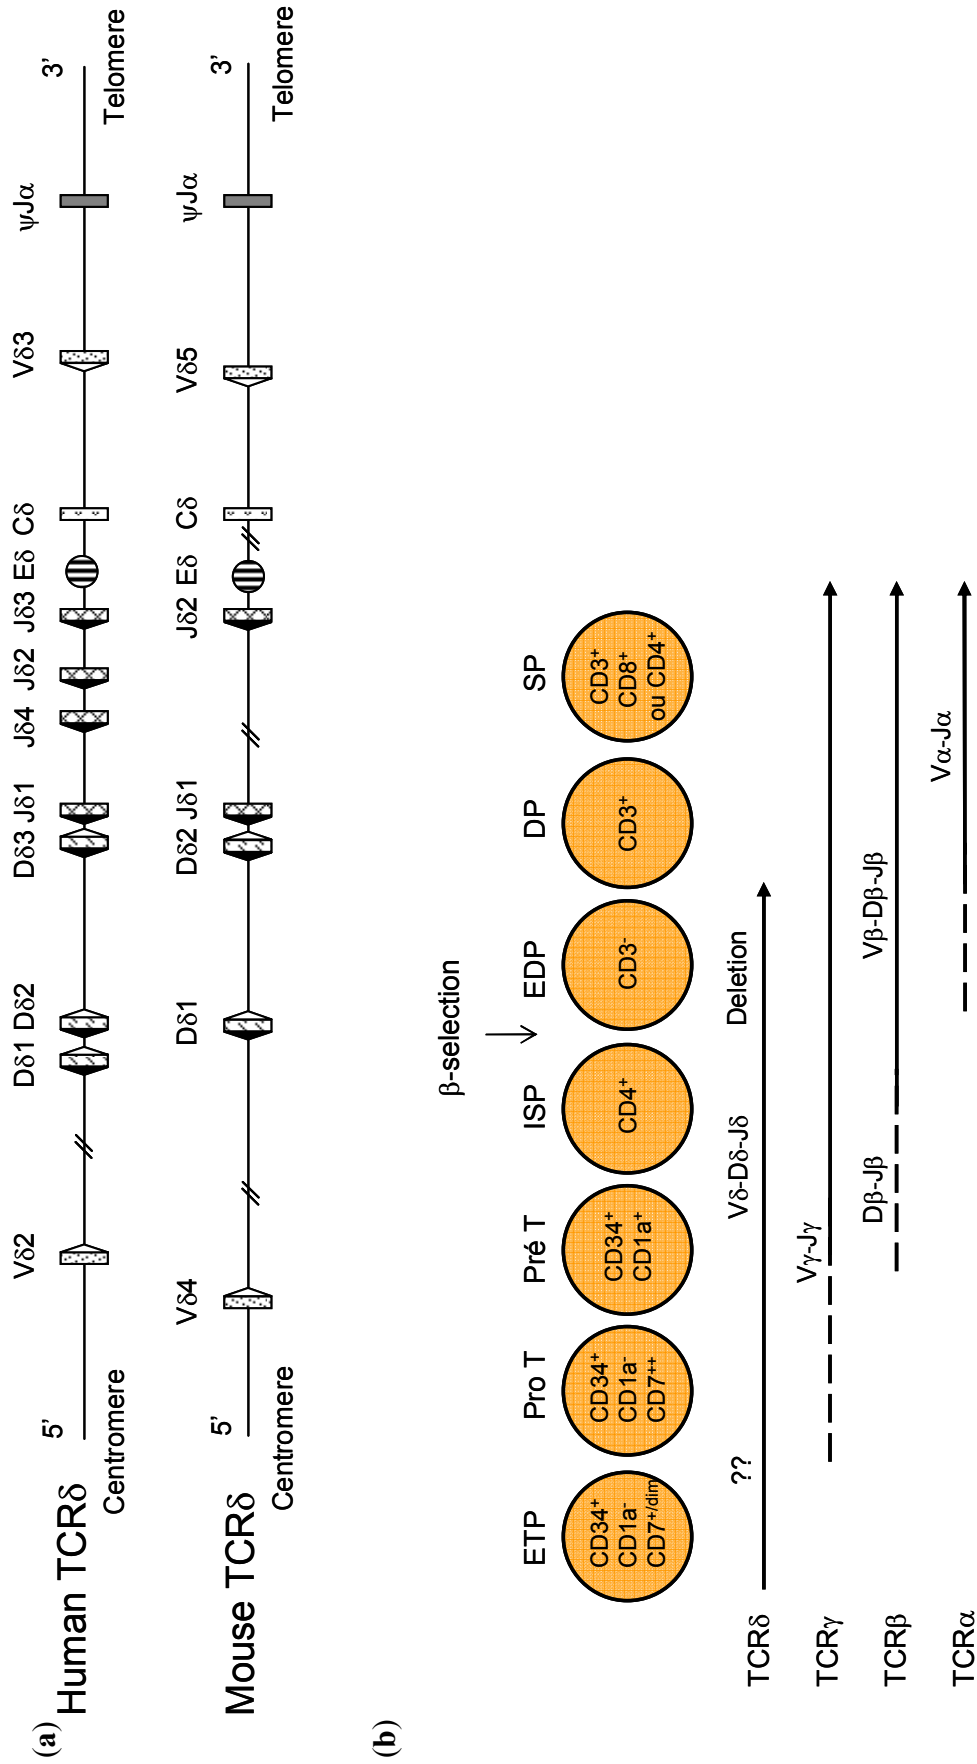 (a)
Human TCRδ
5’
Centromere
Vδ2
Dδ1 Dδ2
Dδ3 Jδ1
Jδ4
Jδ2
Jδ3
Eδ
Cδ
Vδ3
ψJα
3’
Telomere
Mouse TCRδ
5’
Centromere
Vδ4
Dδ1
Dδ2 Jδ1
Jδ2
Eδ
Cδ
Vδ5
ψJα
3’
Telomere
(b)
β-selection
ETP
Pro T
Pré T
ISP
EDP
DP
SP
CD34+
CD1a-
CD7+/dim
CD34+
CD1a-
CD7++
CD34+
CD1a+
CD4+
CD3-
CD3+
CD3+
CD8+
ou CD4+
TCRδ
??
Vδ-Dδ-Jδ
Deletion
TCRγ
Vγ-Jγ
TCRβ
Dβ-Jβ
Vβ-Dβ-Jβ
TCRα
Vα-Jα